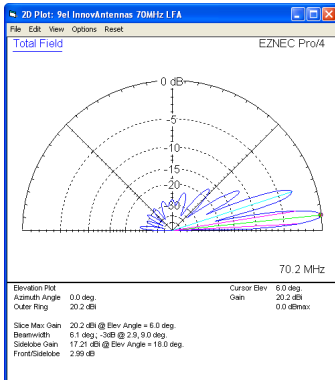 2D Plot: 9el InnovAntennas 70MHz LFA
File Edit View Options Reset
Total Field EZNEC Pro/4
0 dB
-5
-10
-15
-20
-30
70.2 MHz
Elevation Plot Cursor Elev 6.0 deg.
Azimuth Angle 0.0 deg. Gain 20.2 dBi
Outer Ring 20.2 dBi 0.0 dBmax
Slice Max Gain 20.2 dBi @ Elev Angle = 6.0 deg.
Beamwidth 6.1 deg.; -3dB @ 2.9, 9.0 deg.
Sidelobe Gain 17.21 dBi @ Elev Angle = 18.0 deg.
Front/Sidelobe 2.99 dB